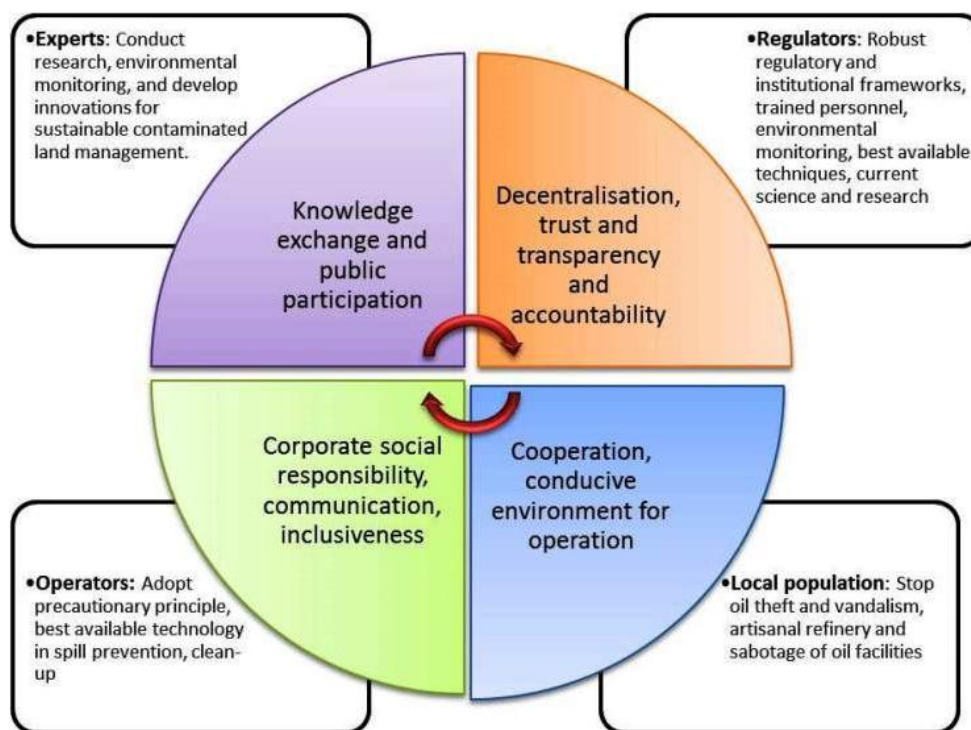 •Experts: Conduct
research, environmental
monitoring, and develop
innovations for
sustainable contaminated
land management.
•Regulators: Robust
regulatory and
institutional frameworks,
trained personnel,
environmental
monitoring, best available
techniques, current
science and research
Knowledge
exchange and
public
participation
Decentralisation,
trust and
transparency
and
accountability
Corporate social
responsibility,
communication,
inclusiveness
Cooperation,
conducive
environment for
operation
•Operators: Adopt
precautionary principle,
best available technology
in spill prevention, clean-
up
•Local population: Stop
oil theft and vandalism,
artisanal refinery and
sabotage of oil facilities